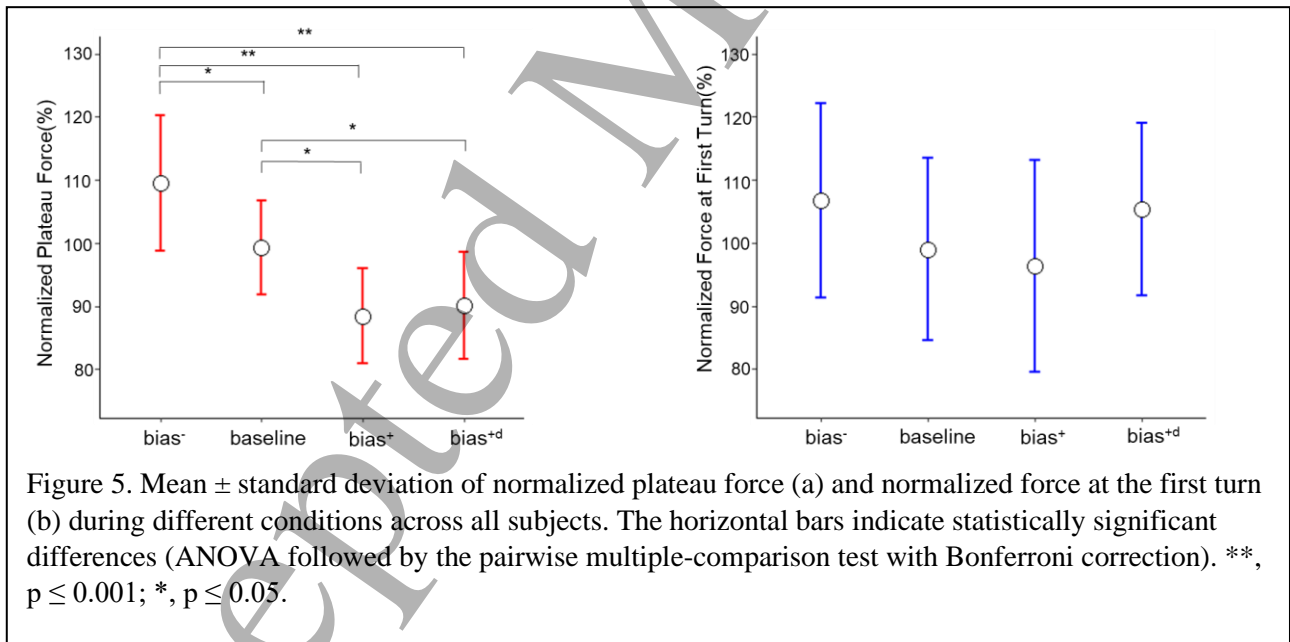 **
**
*
*
*
130
120
110
100
90
80
Normalized Plateau Force(%)
bias⁻ baseline bias⁺ bias⁺ᵈ
130
120
110
100
90
80
Normalized Force at First Turn(%)
bias⁻ baseline bias⁺ bias⁺ᵈ
Figure 5. Mean ± standard deviation of normalized plateau force (a) and normalized force at the first turn
(b) during different conditions across all subjects. The horizontal bars indicate statistically significant
differences (ANOVA followed by the pairwise multiple-comparison test with Bonferroni correction). **,
p ≤ 0.001; *, p ≤ 0.05.
epted M